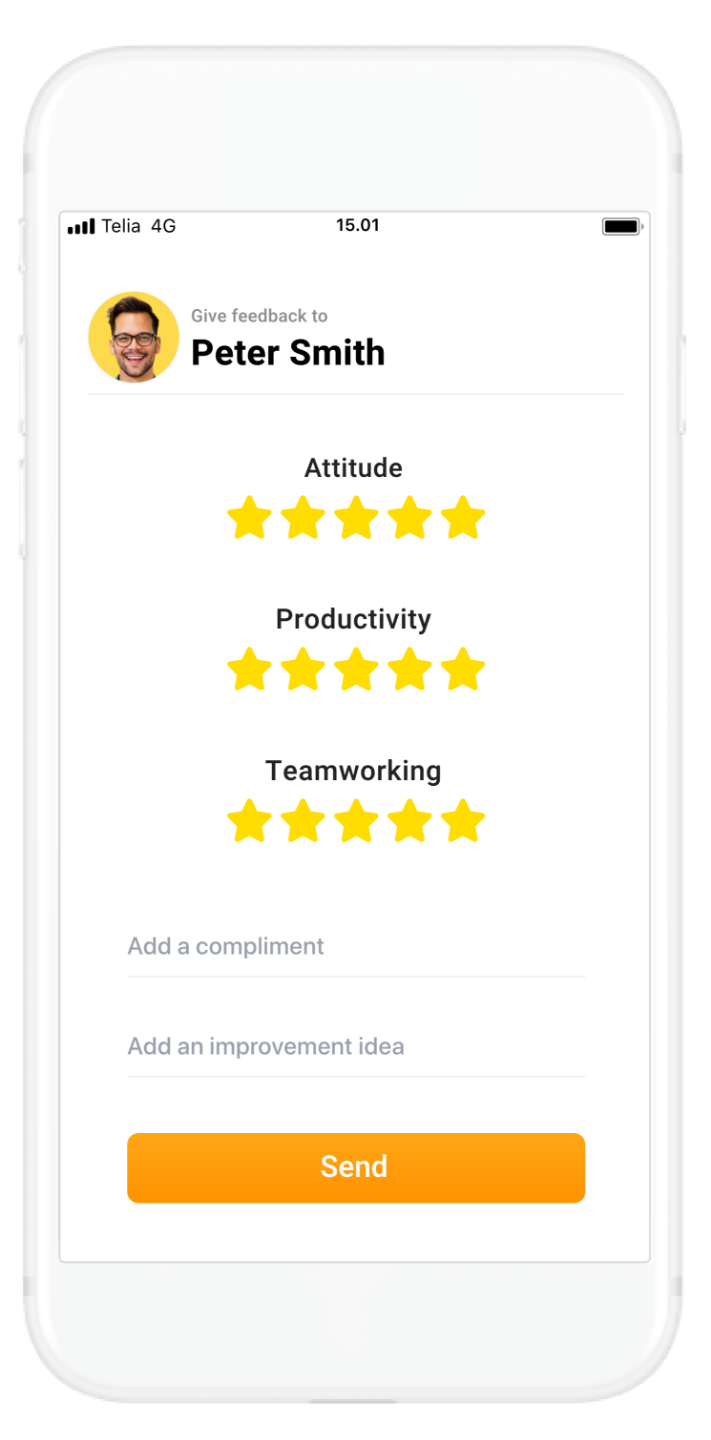 Telia 4G 15.01
Give feedback to
Peter Smith
Attitude
Productivity
Teamworking
Add a compliment
Add an improvement idea
Send